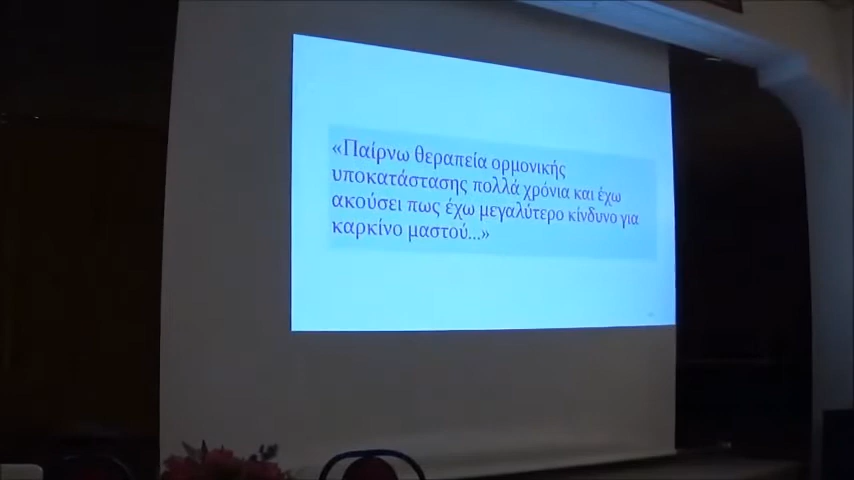 «Παίρνω θεραπεία ορμονικής
υποκατάστασης πολλά χρόνια και έχω
ακούσει πως έχω μεγαλύτερο κίνδυνο για
καρκίνο μαστού...»